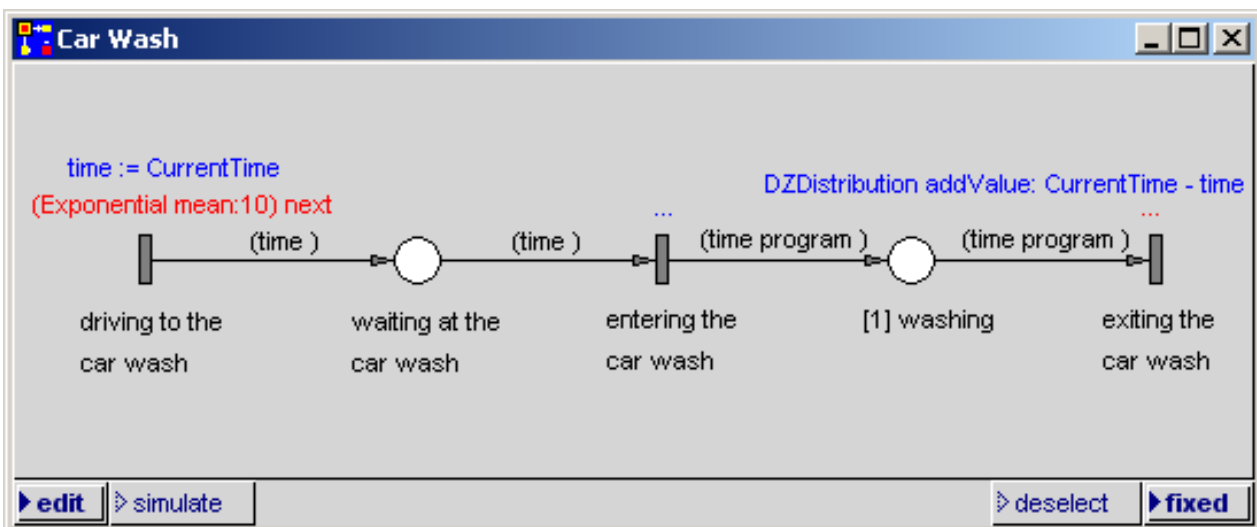 Car Wash
time := CurrentTime
(Exponential mean:10) next
DZDistribution addValue: CurrentTime - time
... ...
(time ) (time ) (time program ) (time program )
driving to the waiting at the entering the [1] washing exiting the
car wash car wash car wash car wash
edit simulate deselect fixed